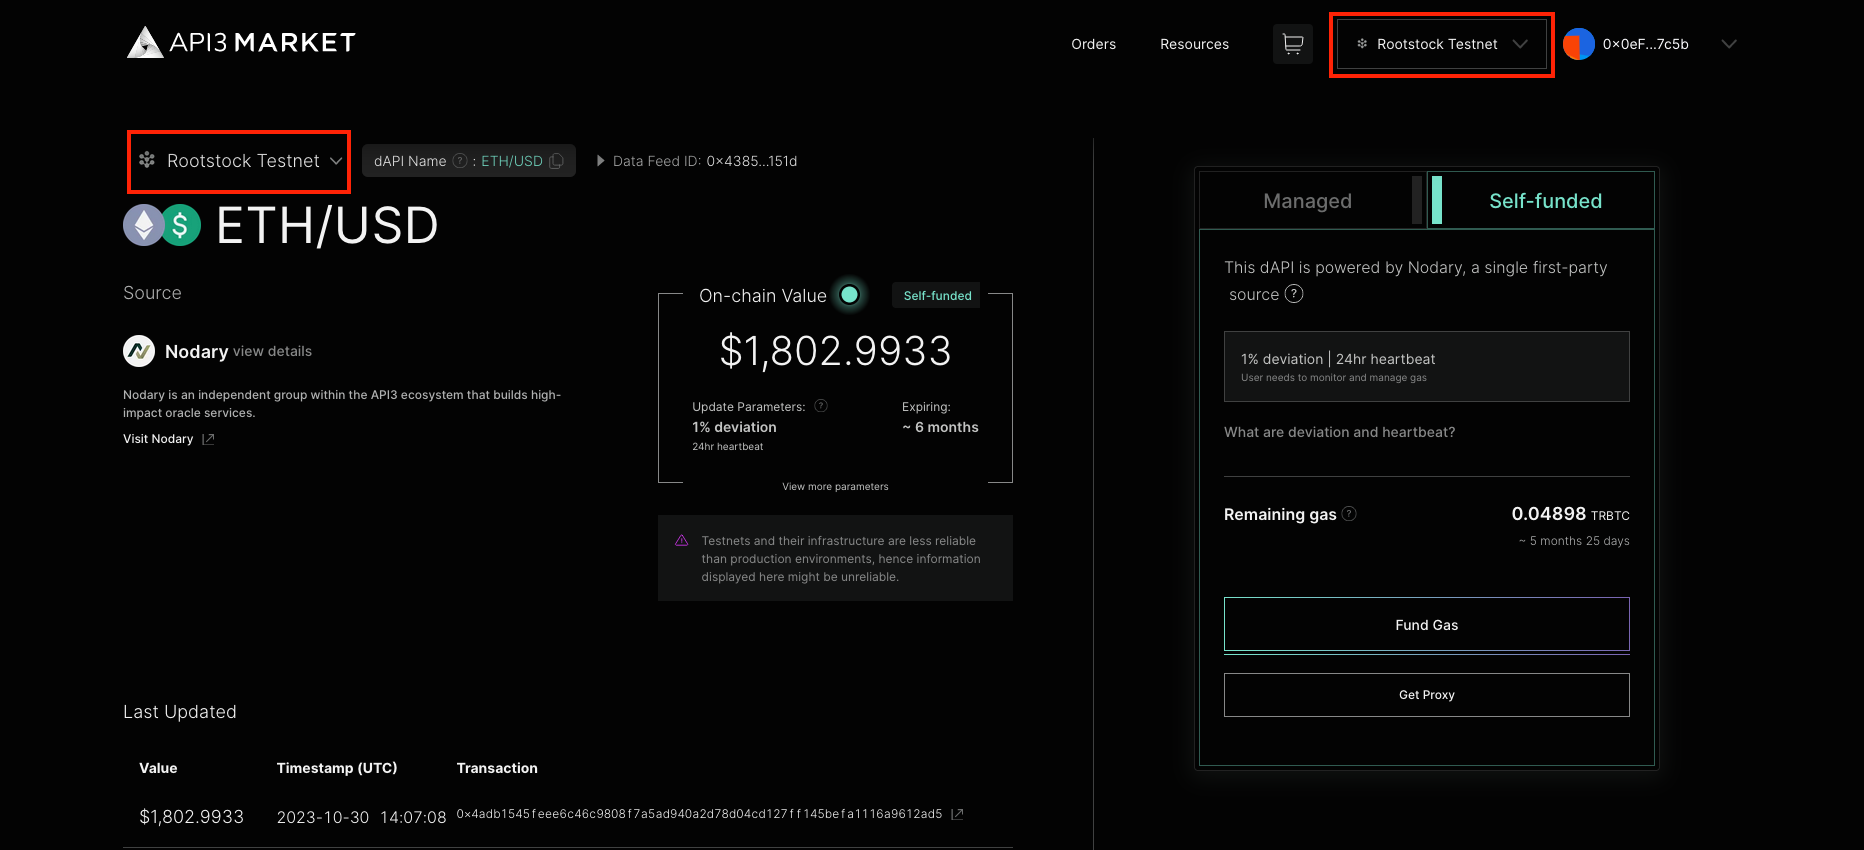 API3 MARKET
Orders
Resources
Rootstock Testnet
0x0eF...7c5b
Rootstock Testnet
dAPI Name ? : ETH/USD
Data Feed ID: 0x4385...151d
ETH/USD
Source
Nodary view details
Nodary is an independent group within the API3 ecosystem that builds high-
impact oracle services.
Visit Nodary
On-chain Value
Self-funded
$1,802.9933
Update Parameters: ?
Expiring:
1% deviation
~ 6 months
24hr heartbeat
View more parameters
Testnets and their infrastructure are less reliable
than production environments, hence information
displayed here might be unreliable.
Last Updated
Value Timestamp (UTC) Transaction
$1,802.9933 2023-10-30 14:07:08 0x4adb1545feee6c46c9808f7a5ad940a2d78d04cd127ff145befa1116a9612ad5
Managed
Self-funded
This dAPI is powered by Nodary, a single first-party
source ?
1% deviation | 24hr heartbeat
User needs to monitor and manage gas
What are deviation and heartbeat?
Remaining gas ?
0.04898 TRBTC
~ 5 months 25 days
Fund Gas
Get Proxy